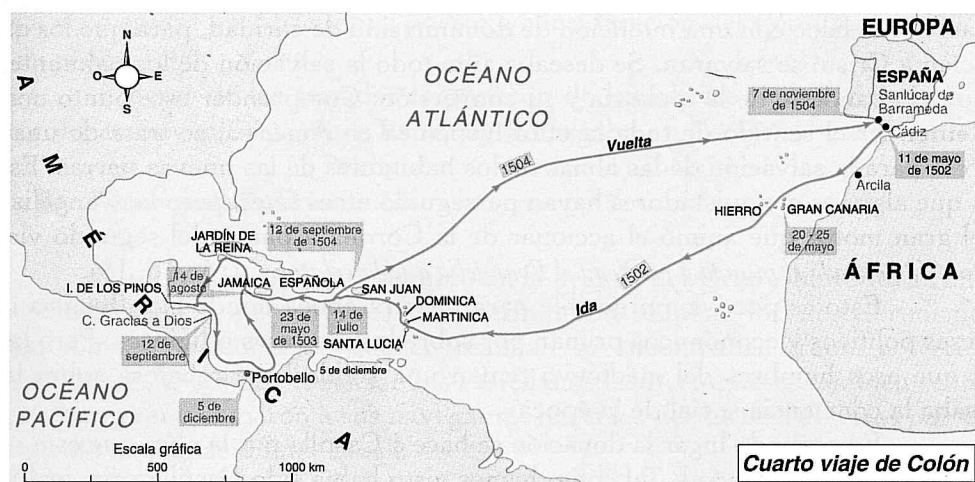 EUROPA
ESPAÑA
Sanlúcar de
Barrameda
Cádiz
7 de noviembre
de 1504
11 de mayo
de 1502
Arcila
N
O
E
S
OCÉANO
ATLÁNTICO
1504
Vuelta
HIERRO
GRAN CANARIA
20 - 25
de mayo
ÁFRICA
1502
Ida
AMÉRICA
12 de septiembre
de 1504
JARDÍN DE
LA REINA
14 de
agosto
I. DE LOS PINOS
JAMAICA
ESPAÑOLA
SAN JUAN
DOMINICA
MARTINICA
SANTA LUCIA
C. Gracias a Dios
12 de
septiembre
23 de
mayo
de 1503
14 de
julio
5 de diciembre
Portobello
5 de
diciembre
OCÉANO
PACÍFICO
Escala gráfica
0 500 1000 km
Cuarto viaje de Colón